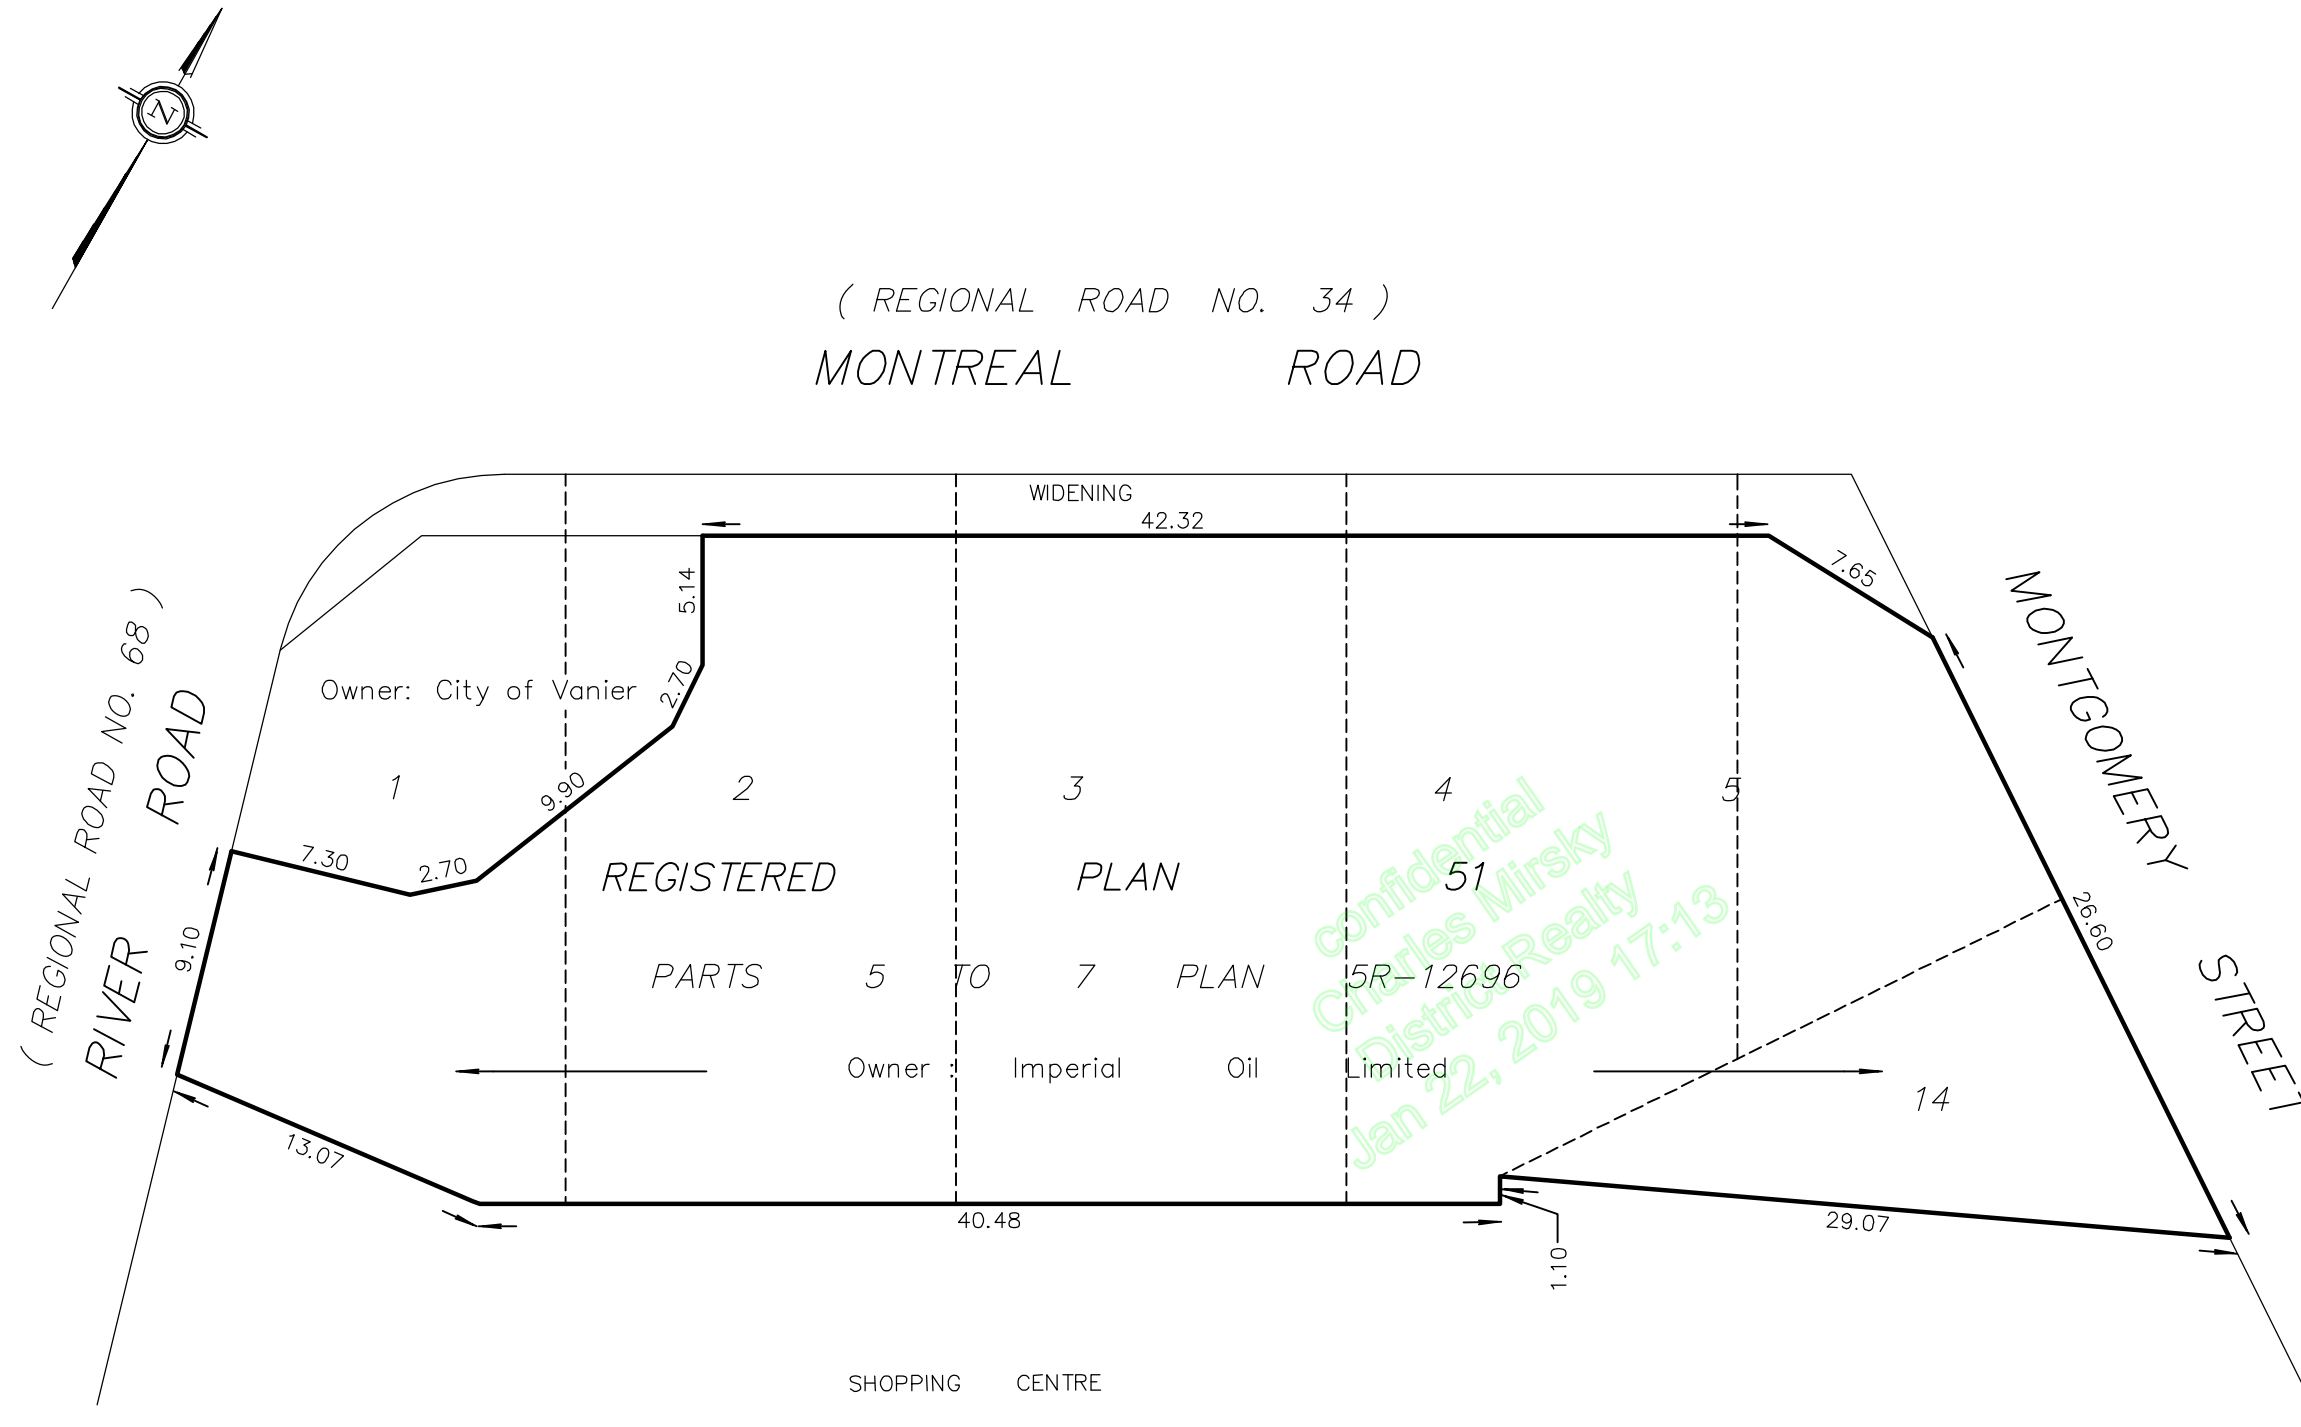 N
( REGIONAL ROAD NO. 34 )
MONTREAL ROAD
WIDENING
42.32
7.65
5.14
2.70
Owner: City of Vanier
( REGIONAL ROAD NO. 68 )
RIVER ROAD
MONTGOMERY STREET
1
2
3
4
5
9.90
7.30
2.70
REGISTERED PLAN 51
9.10
26.60
PARTS 5 TO 7 PLAN 5R-12696
Owner : Imperial Oil Limited
14
13.07
40.48
29.07
1.10
SHOPPING CENTRE
confidential
Charles Mirsky
District Realty
Jan 22, 2019 17:13